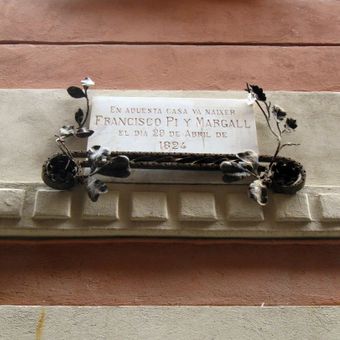 EN AQUESTA CASA VA NAIXER
FRANCISCO PI Y MARGALL
EL DIA 29 DE ABRIL DE
1824